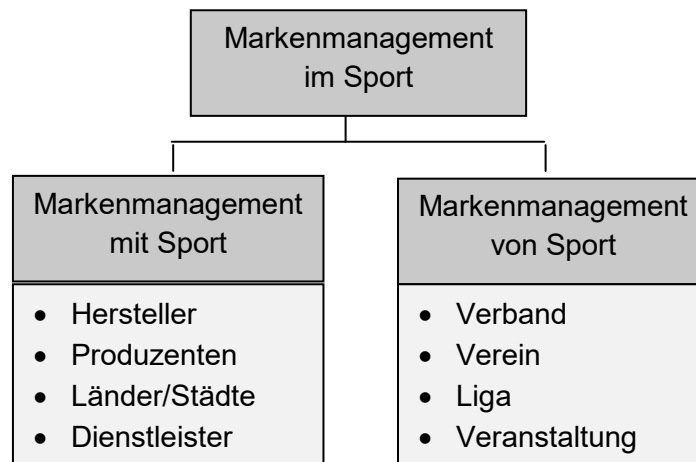 Markenmanagement
im Sport
Markenmanagement
mit Sport
• Hersteller
• Produzenten
• Länder/Städte
• Dienstleister
Markenmanagement
von Sport
• Verband
• Verein
• Liga
• Veranstaltung